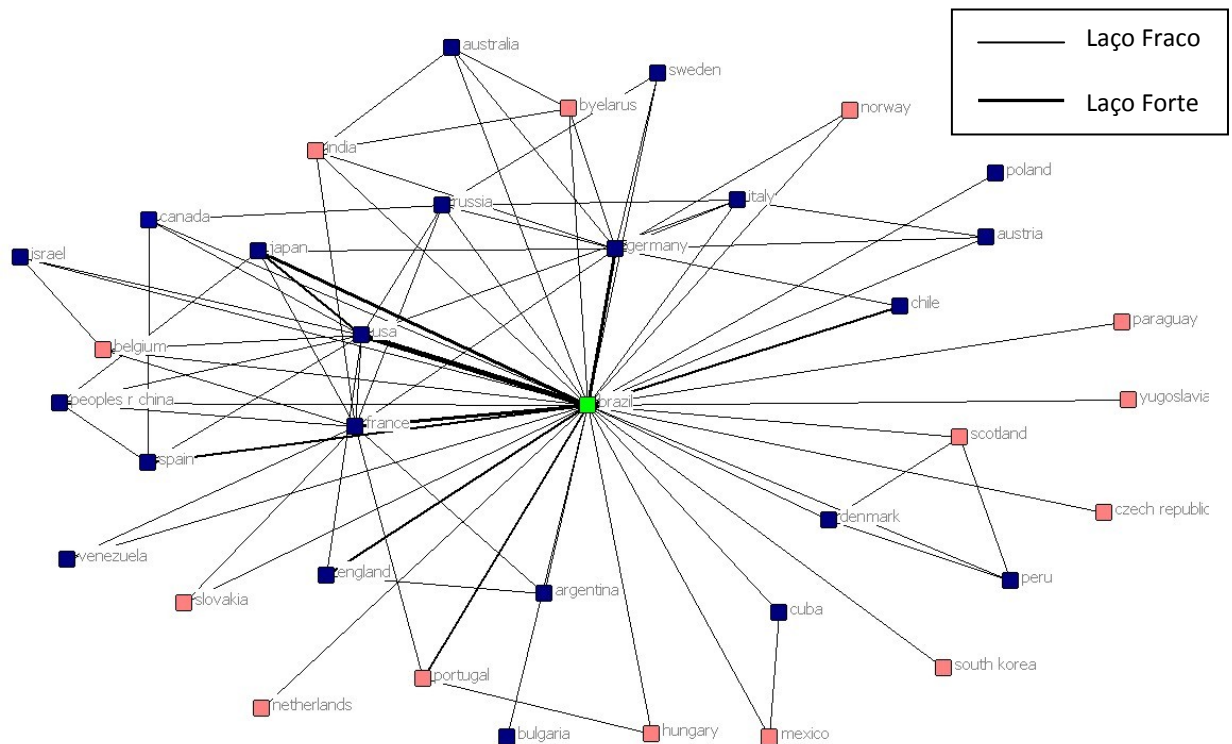 Laço Fraco
Laço Forte
australia
sweden
byelarus
norway
india
poland
russia
italy
canada
austria
japan
germany
israel
chile
paraguay
usa
belgium
peoples r china
brazil
yugoslavia
france
scotland
spain
czech republic
denmark
venezuela
england
peru
slovakia
argentina
cuba
south korea
portugal
netherlands
bulgaria
hungary
mexico